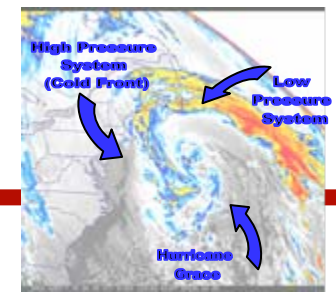 High Pressure
System
(Cold Front)
Low
Pressure
System
Hurricane
Grace